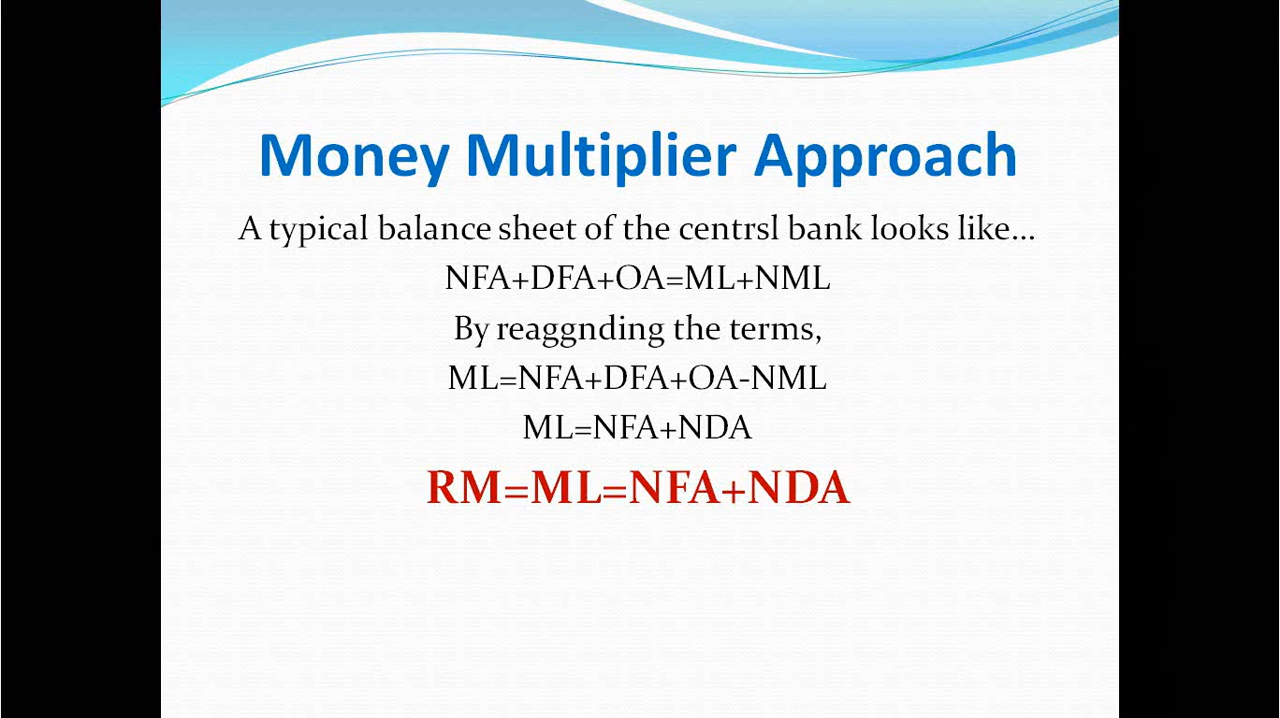 Money Multiplier Approach
A typical balance sheet of the centrsl bank looks like...
NFA+DFA+OA=ML+NML
By reaggnding the terms,
ML=NFA+DFA+OA-NML
ML=NFA+NDA
RM=ML=NFA+NDA